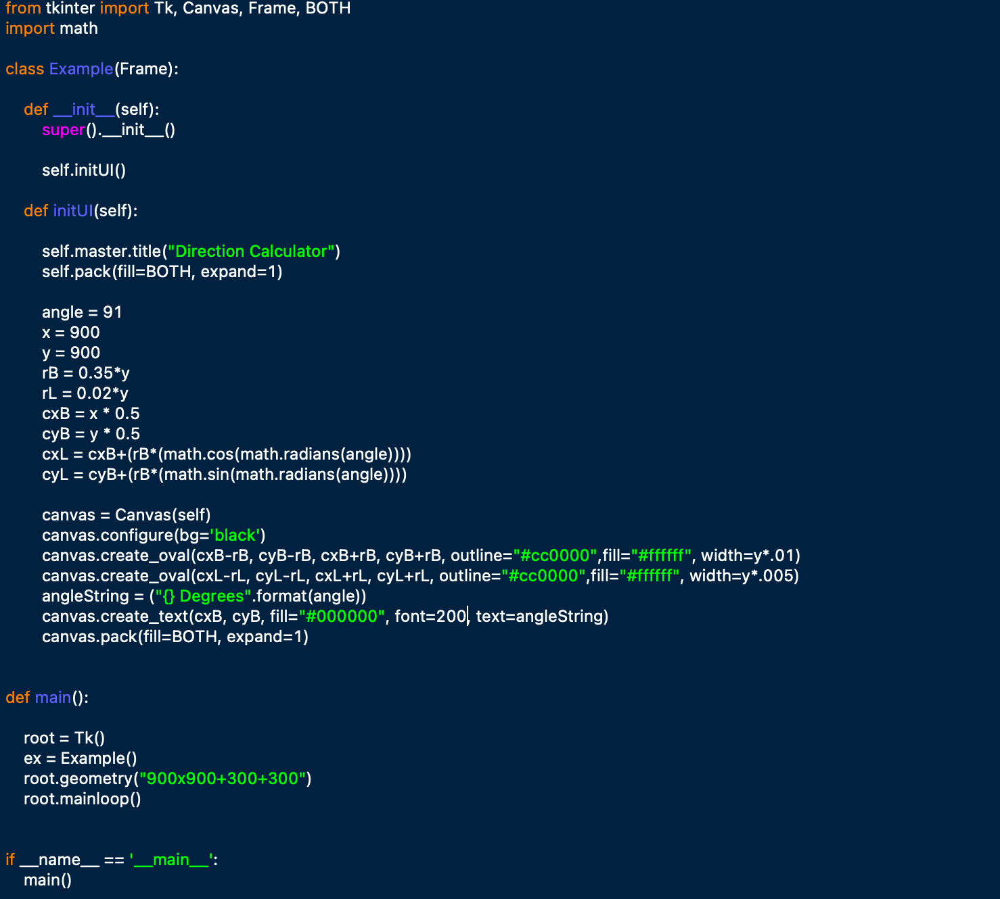 from tkinter import Tk, Canvas, Frame, BOTH
import math
class Example(Frame):
def __init__(self):
super().__init__()
self.initUI()
def initUI(self):
self.master.title("Direction Calculator")
self.pack(fill=BOTH, expand=1)
angle = 91
x = 900
y = 900
rB = 0.35*y
rL = 0.02*y
cxB = x * 0.5
cyB = y * 0.5
cxL = cxB+(rB*(math.cos(math.radians(angle))))
cyL = cyB+(rB*(math.sin(math.radians(angle))))
canvas = Canvas(self)
canvas.configure(bg='black')
canvas.create_oval(cxB-rB, cyB-rB, cxB+rB, cyB+rB, outline="#cc0000",fill="#ffffff", width=y*.01)
canvas.create_oval(cxL-rL, cyL-rL, cxL+rL, cyL+rL, outline="#cc0000",fill="#ffffff", width=y*.005)
angleString = ("{} Degrees".format(angle))
canvas.create_text(cxB, cyB, fill="#000000", font=200, text=angleString)
canvas.pack(fill=BOTH, expand=1)
def main():
root = Tk()
ex = Example()
root.geometry("900x900+300+300")
root.mainloop()
if __name__ == '__main__':
main()